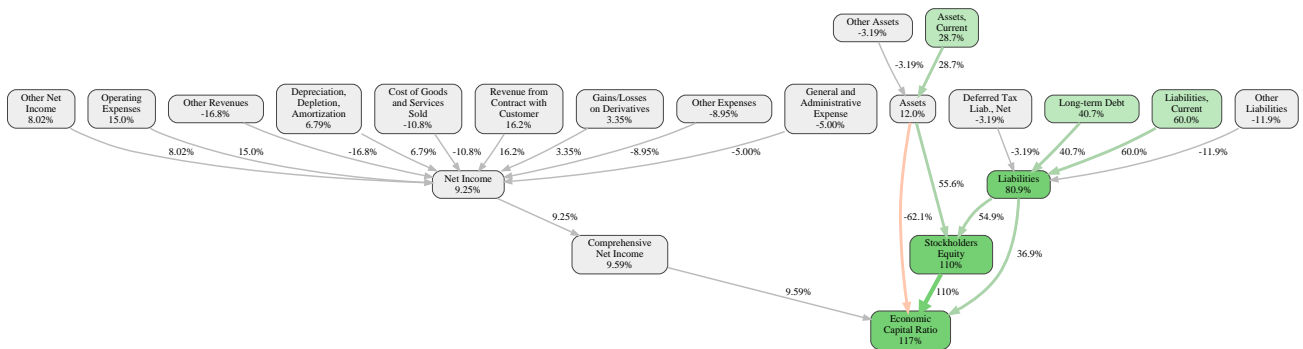 Other Assets
-3.19%
Assets,
Current
28.7%
-3.19%
28.7%
Other Net
Income
8.02%
Operating
Expenses
15.0%
Other Revenues
-16.8%
Depreciation,
Depletion,
Amortization
6.79%
Cost of Goods
and Services
Sold
-10.8%
Revenue from
Contract with
Customer
16.2%
Gains/Losses
on Derivatives
3.35%
Other Expenses
-8.95%
General and
Administrative
Expense
-5.00%
Assets
12.0%
Deferred Tax
Liab., Net
-3.19%
Long-term Debt
40.7%
Liabilities,
Current
60.0%
Other
Liabilities
-11.9%
8.02%
15.0%
-16.8%
6.79%
-10.8%
16.2%
3.35%
-8.95%
-5.00%
-3.19%
40.7%
60.0%
-11.9%
Net Income
9.25%
55.6%
Liabilities
80.9%
9.25%
-62.1%
54.9%
Comprehensive
Net Income
9.59%
Stockholders
Equity
110%
36.9%
9.59%
110%
Economic
Capital Ratio
117%